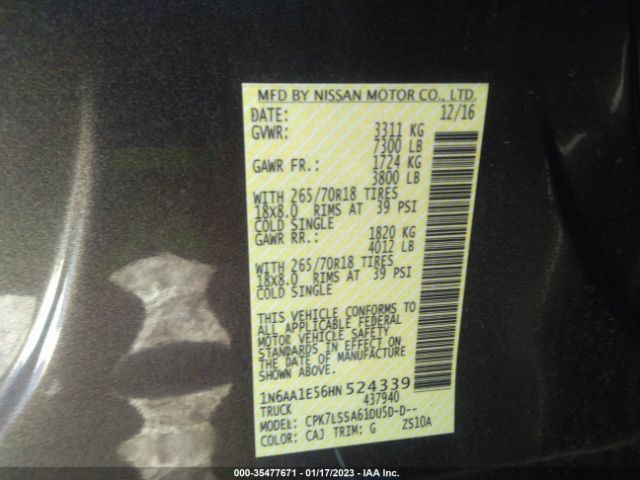 MFD BY NISSAN MOTOR CO., LTD.
DATE: 12/16
GVWR: 3311 KG
7300 LB
GAWR FR.: 1724 KG
3800 LB
WITH 265/70R18 TIRES
18x8.0 RIMS AT 39 PSI
COLD SINGLE
GAWR RR.: 1820 KG
4012 LB
WITH 265/70R18 TIRES
18x8.0 RIMS AT 39 PSI
COLD SINGLE
THIS VEHICLE CONFORMS TO
ALL APPLICABLE FEDERAL
MOTOR VEHICLE SAFETY
STANDARDS IN EFFECT ON
THE DATE OF MANUFACTURE
SHOWN ABOVE.
1N6AA1E56HN 524339
TRUCK 437940
MODEL: CPK7LSSA61DU5D-D--
COLOR: CAJ TRIM: G ZS10A
000-35477671 - 01/17/2023 - IAA Inc.